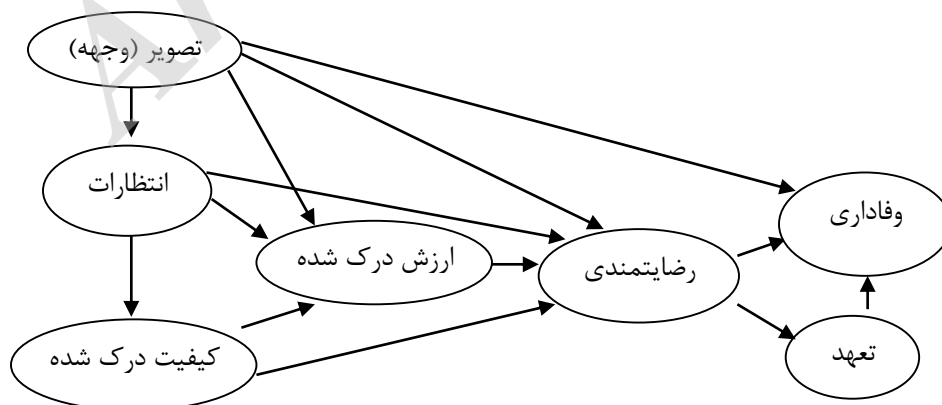 تصویر (وجهه)
انتظارات
ارزش درک شده
کیفیت درک شده
رضایتمندی
وفاداری
تعهد